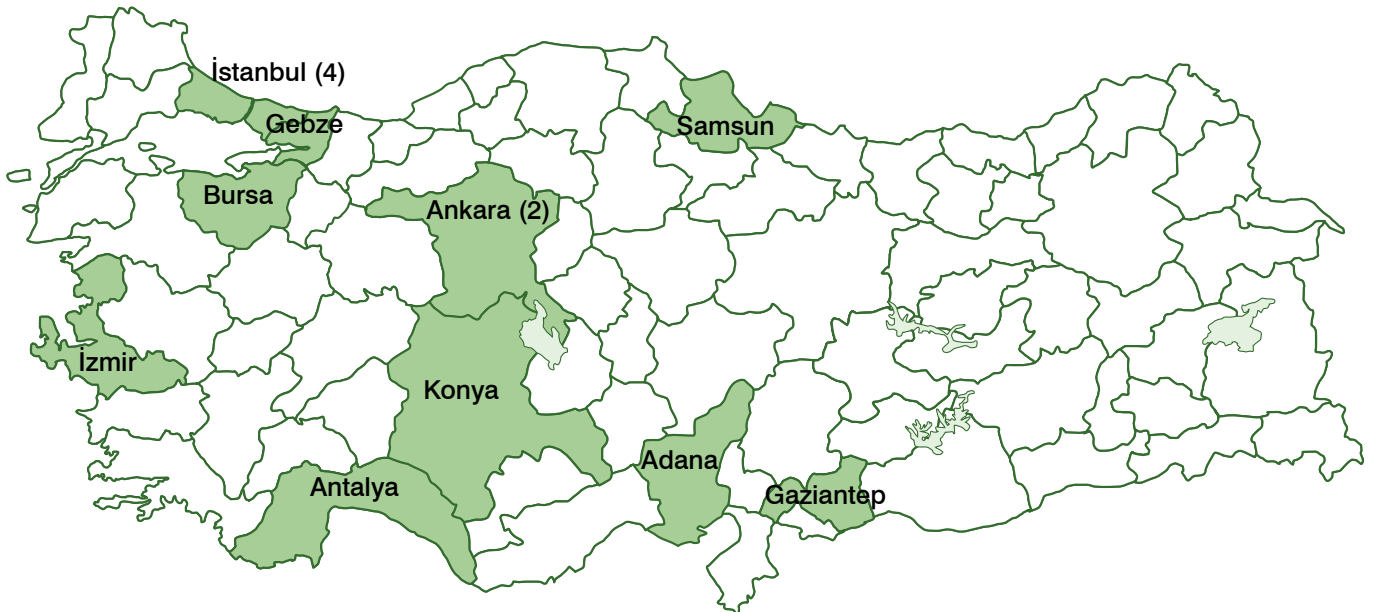 İstanbul (4)
Gebze
Samsun
Bursa
Ankara (2)
İzmir
Konya
Adana
Antalya
Gaziantep